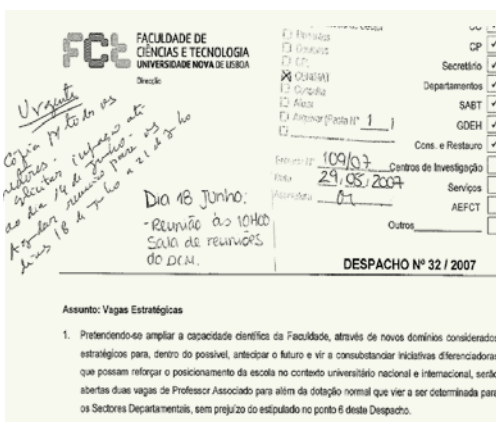 FCt
FACULDADE DE
CIÊNCIAS E TECNOLOGIA
UNIVERSIDADE NOVA DE LISBOA
Direcção
Urgente
Cópia p/ todos os
ao dia 14 de Junho.
reunião para os
dias 18 de Junho a 21 de Junho
Dia 18 Junho:
-Reunião às 10H00
Sala de reuniões
do DCM.
Arquivar (Pasta Nº 1 )
109/07
Data 29,05,2007
CP
Secretário
Departamentos
SABT
GDEH
Cons. e Restauro
Centros de Investigação
Serviços
AEFCT
Outros
DESPACHO Nº 32 / 2007
Assunto: Vagas Estratégicas
1. Pretendendo-se ampliar a capacidade científica da Faculdade, através de novos domínios considerados
estratégicos para, dentro do possível, antecipar o futuro e vir a consubstanciar iniciativas diferenciadoras
que possam reforçar o posicionamento da escola no contexto universitário nacional e internacional, serão
abertas duas vagas de Professor Associado para além da dotação normal que vier a ser determinada para
os Sectores Departamentais, sem prejuízo do estipulado no ponto 6 deste Despacho.